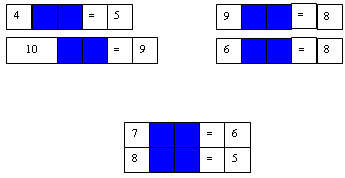 4 = 5
9 = 8
10 = 9
6 = 8
7 = 6
8 = 5